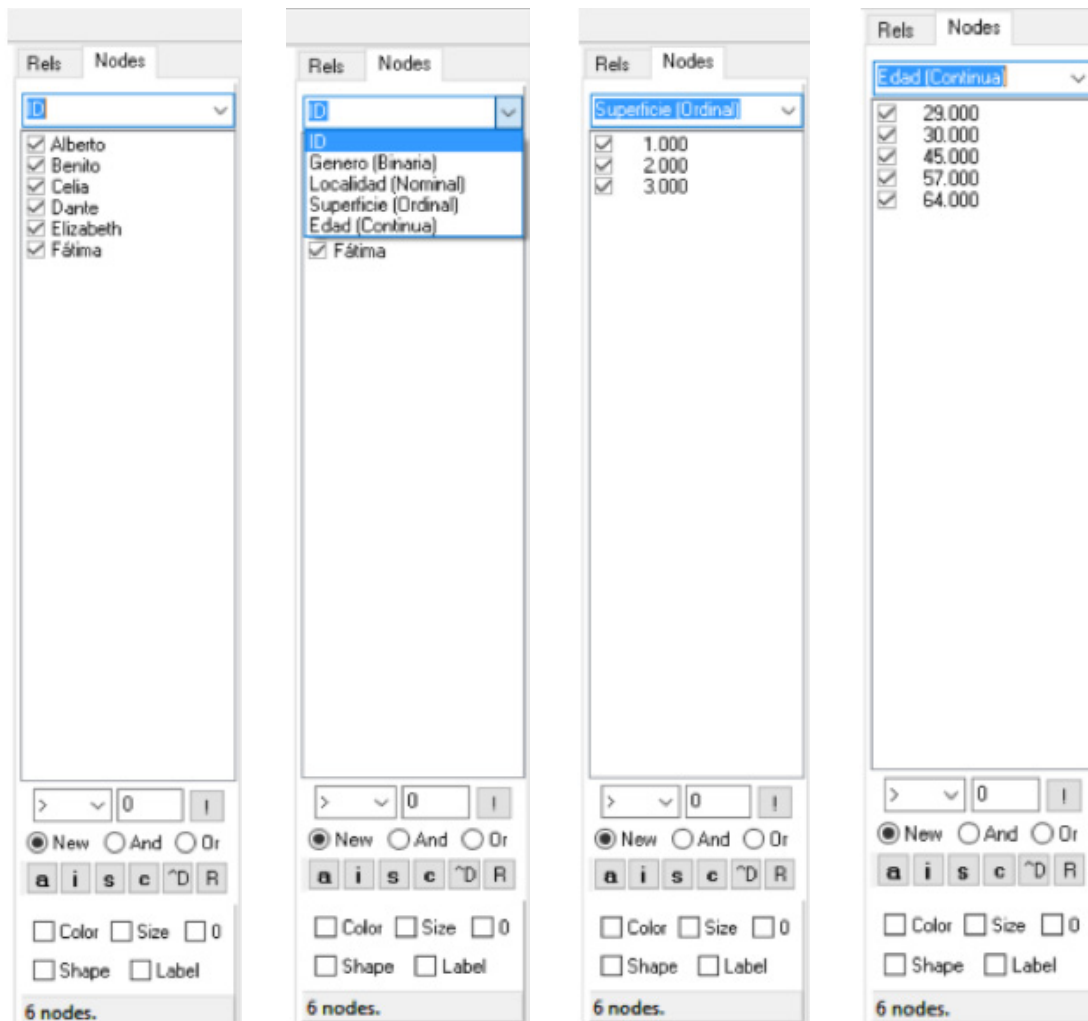 Rels Nodes
ID
Alberto
Benito
Celia
Dante
Elizabeth
Fátima
> 0 !
New And Or
a i s c ~D R
Color Size 0
Shape Label
6 nodes.
Rels Nodes
ID
ID
Genero (Binaria)
Localidad (Nominal)
Superficie (Ordinal)
Edad (Continua)
Fátima
> 0 !
New And Or
a i s c ~D R
Color Size 0
Shape Label
6 nodes.
Rels Nodes
Superficie (Ordinal)
1.000
2.000
3.000
> 0 !
New And Or
a i s c ~D R
Color Size 0
Shape Label
6 nodes.
Rels Nodes
Edad (Continua)
29.000
30.000
45.000
57.000
64.000
> 0 !
New And Or
a i s c ~D R
Color Size 0
Shape Label
6 nodes.